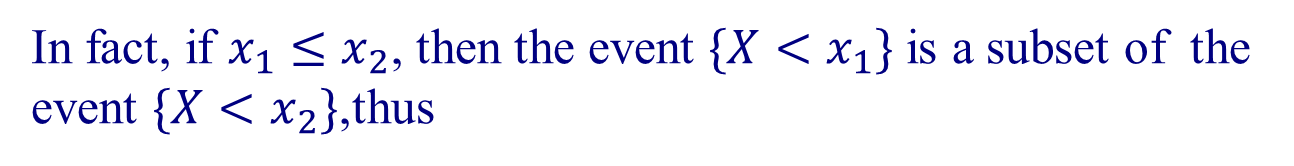 In fact, if x₁ ≤ x₂, then the event {X < x₁} is a subset of the
event {X < x₂},thus